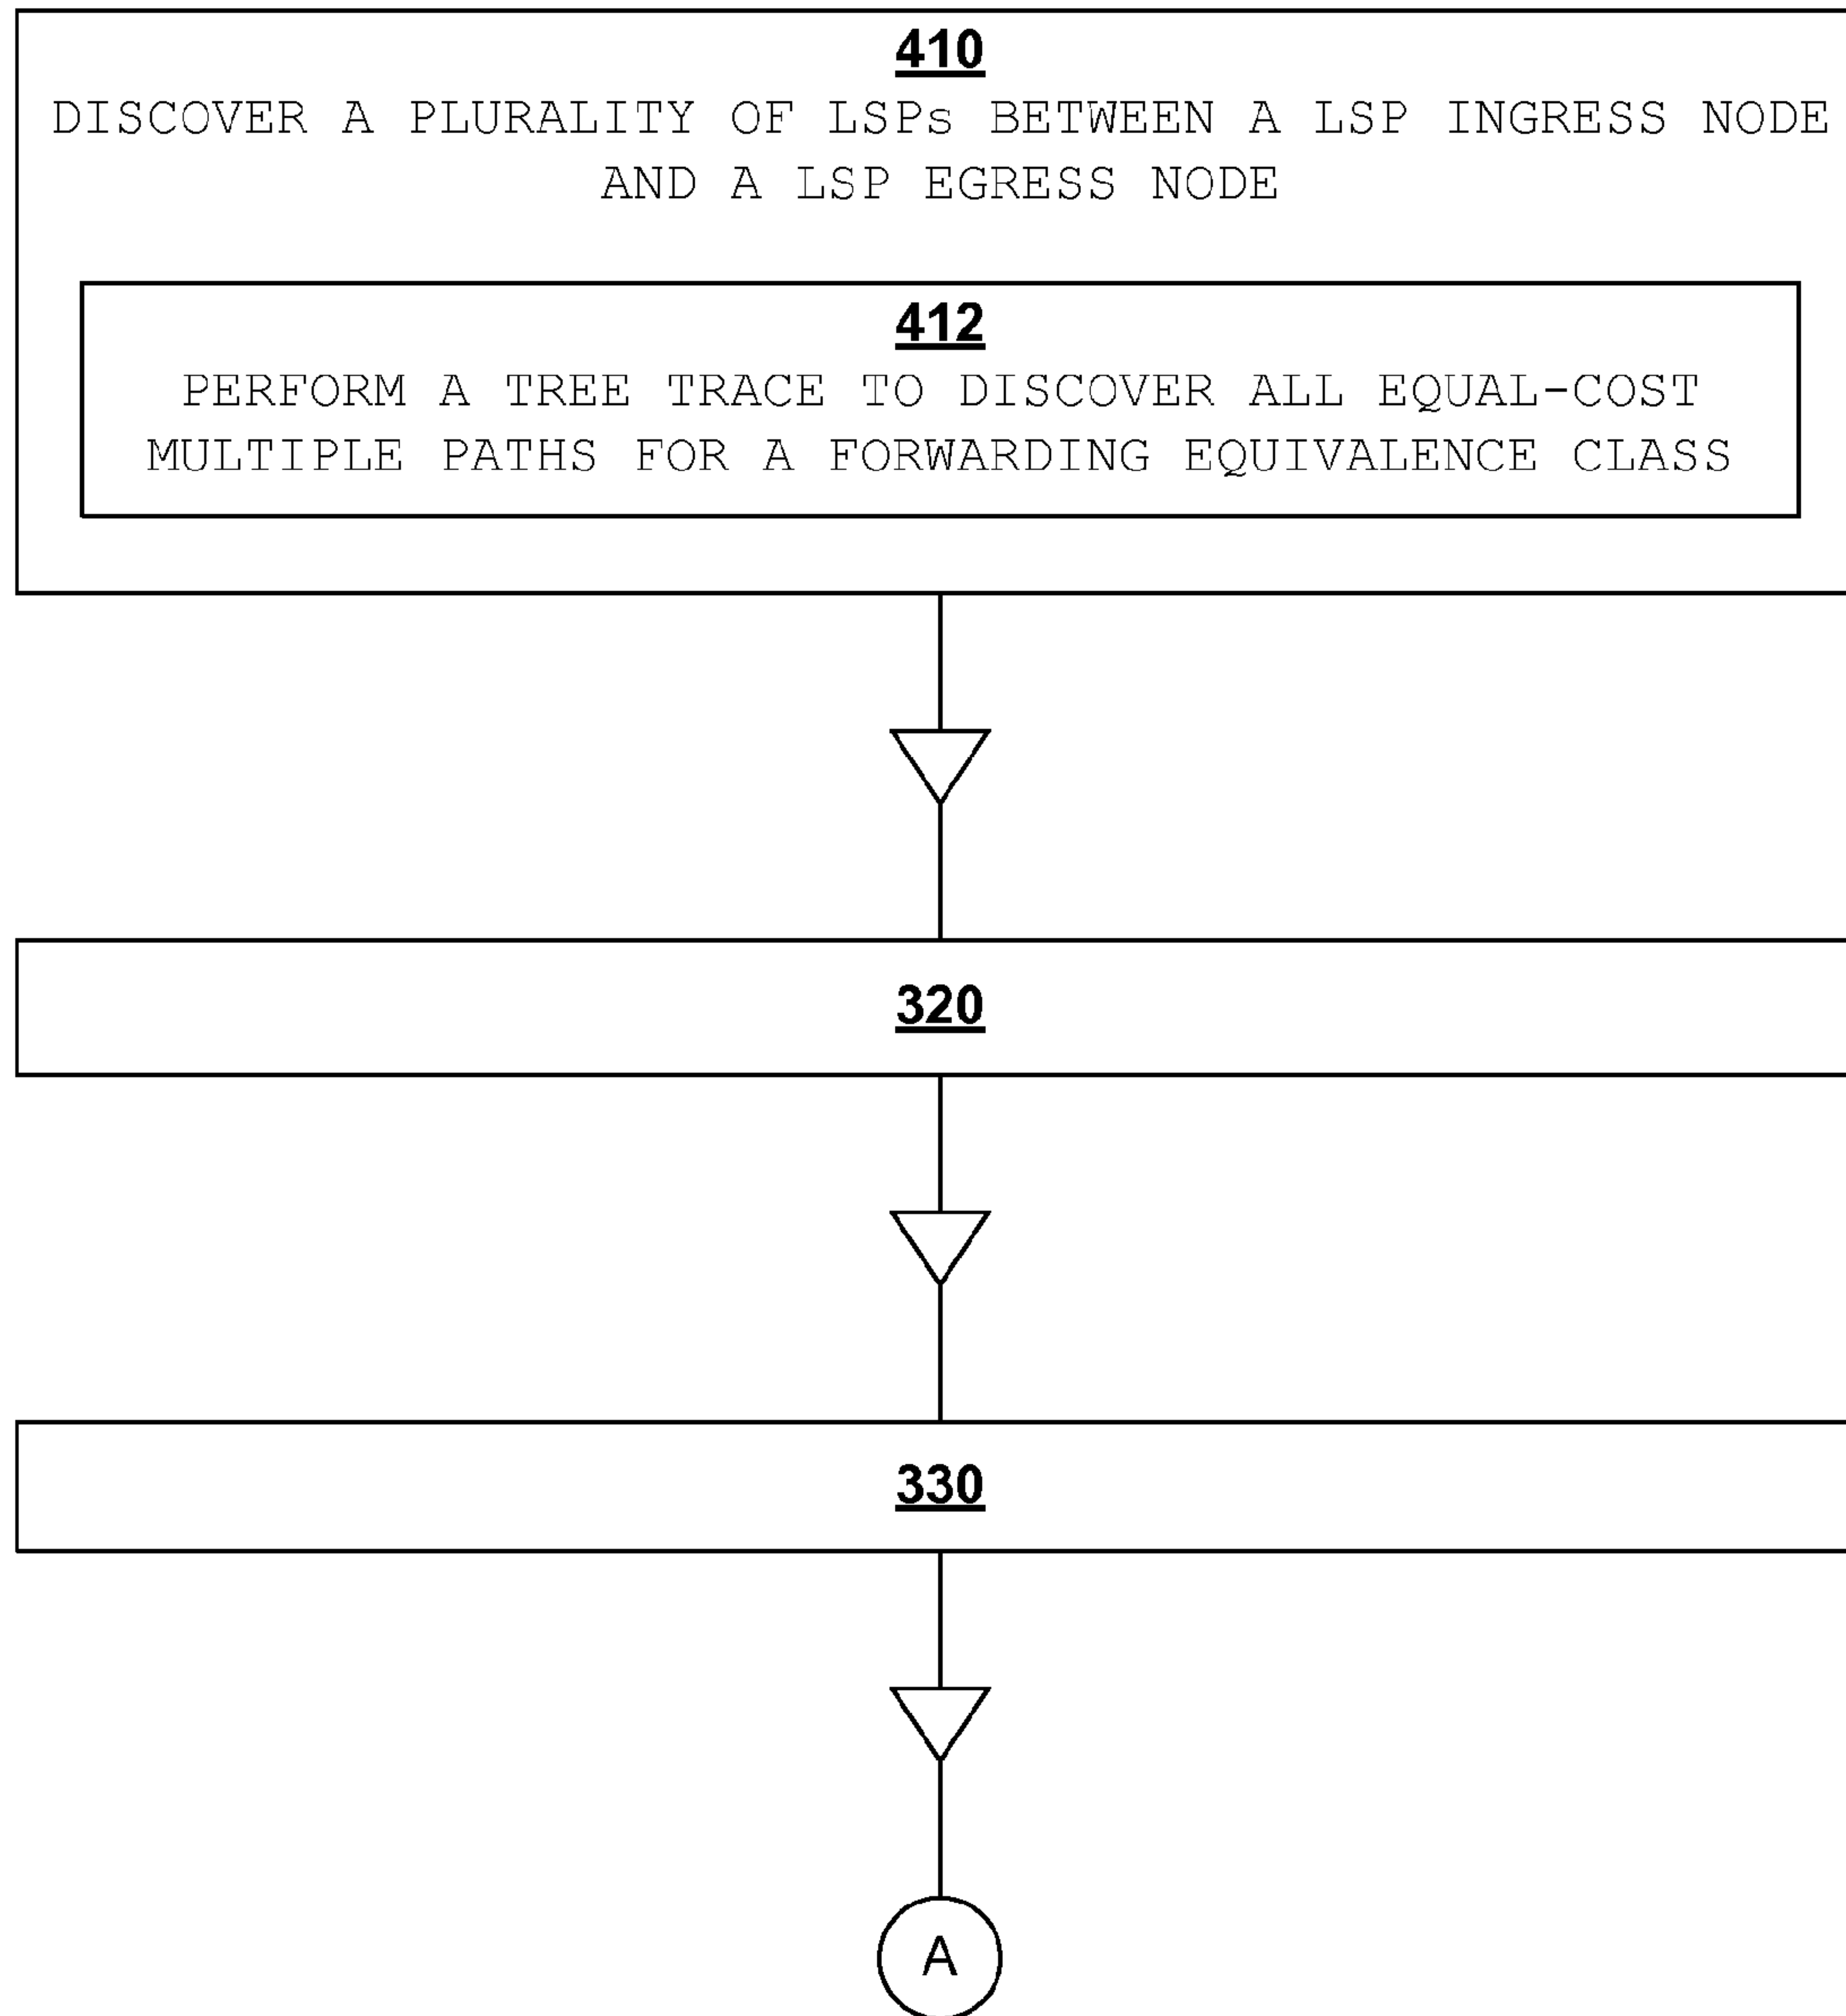 410
DISCOVER A PLURALITY OF LSPs BETWEEN A LSP INGRESS NODE
AND A LSP EGRESS NODE
412
PERFORM A TREE TRACE TO DISCOVER ALL EQUAL-COST
MULTIPLE PATHS FOR A FORWARDING EQUIVALENCE CLASS
320
330
A